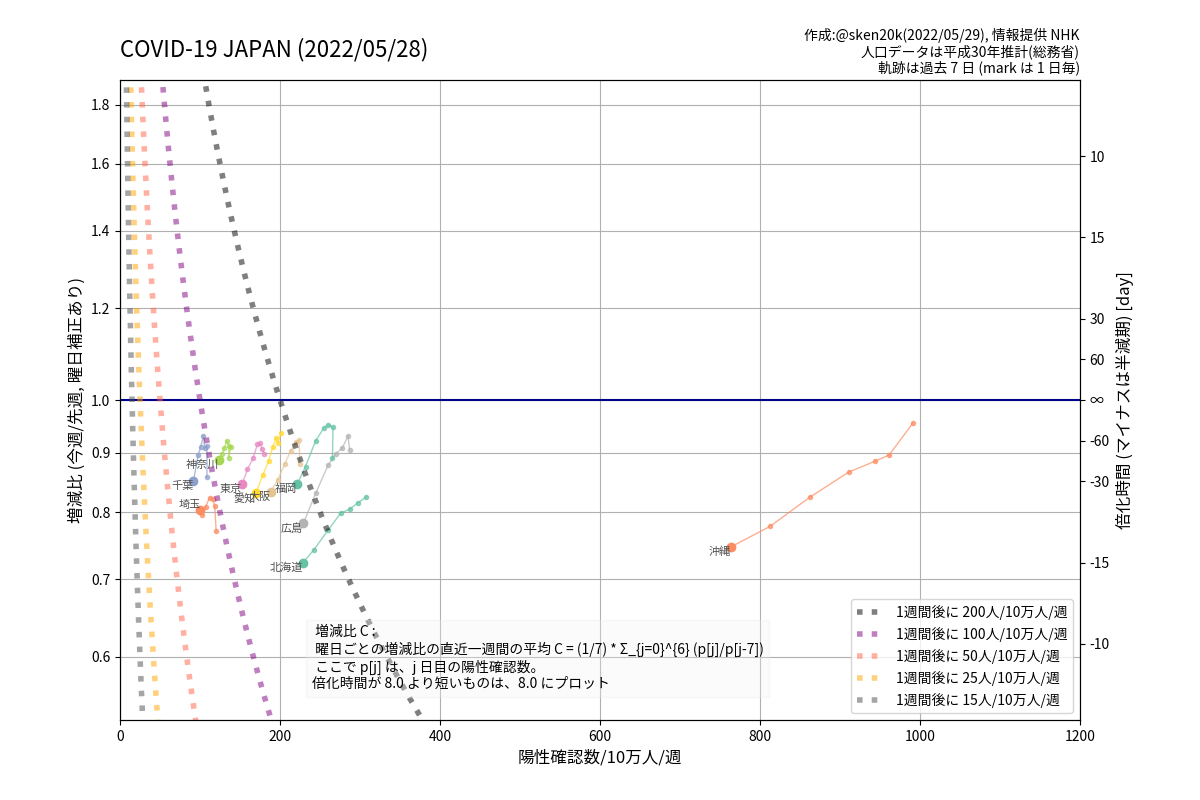 COVID-19 JAPAN (2022/05/28)
作成:@sken20k(2022/05/29), 情報提供 NHK
人口データは平成30年推計(総務省)
軌跡は過去 7 日 (mark は 1 日毎)
増減比 (今週/先週, 曜日補正あり)
1.8
1.6
1.4
1.2
1.0
0.9
0.8
0.7
0.6
10
15
30
60
∞
-60
-30
-15
-10
倍化時間 (マイナスは半減期) [day]
神奈川
千葉
東京
愛知
大阪
福岡
埼玉
広島
北海道
沖縄
増減比 C :
曜日ごとの増減比の直近一週間の平均 C = (1/7) * Σ_{j=0}^{6} (p[j]/p[j-7])
ここで p[j] は、j 日目の陽性確認数。
倍化時間が 8.0 より短いものは、8.0 にプロット
1週間後に 200人/10万人/週
1週間後に 100人/10万人/週
1週間後に 50人/10万人/週
1週間後に 25人/10万人/週
1週間後に 15人/10万人/週
0 200 400 600 800 1000 1200
陽性確認数/10万人/週